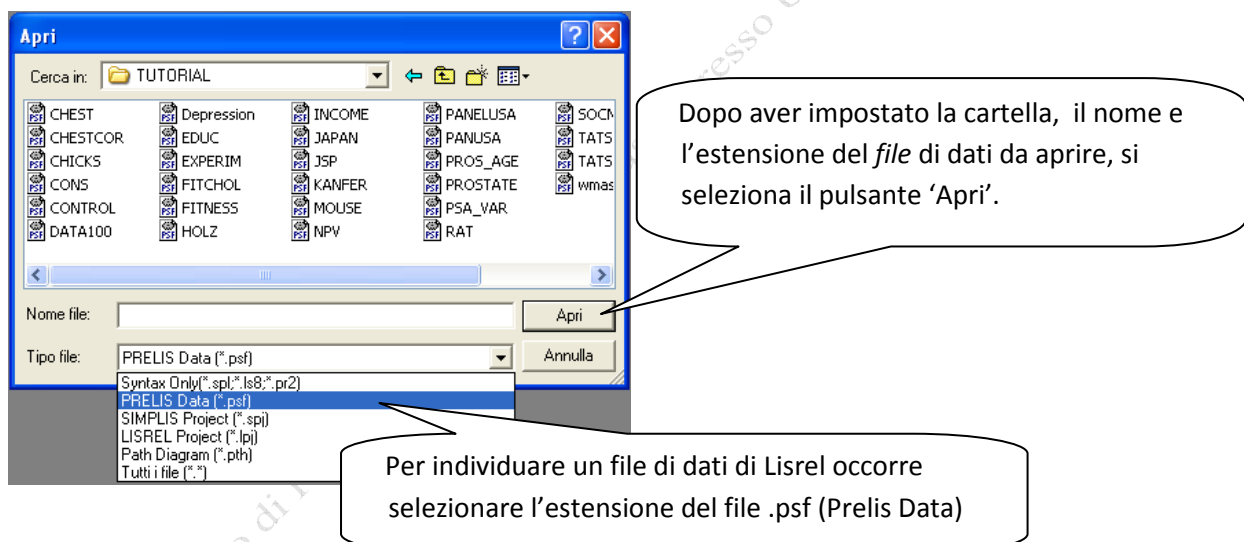 Apri
Cerca in: TUTORIAL
CHEST Depression INCOME PANELUSA SOCN
CHESTCOR EDUC JAPAN PANUSA TATS
CHICKS EXPERIM JSP PROS_AGE TATS
CONS FITCHOL KANFER PROSTATE wmas
CONTROL FITNESS MOUSE PSA_VAR
DATA100 HOLZ NPV RAT
Nome file: Apri
Tipo file: PRELIS Data (*.psf) Annulla
Syntax Only(*.spl;*.ls8;*.pr2)
PRELIS Data (*.psf)
SIMPLIS Project (*.spj)
LISREL Project (*.lpj)
Path Diagram (*.pth)
Tutti i file (*.*)
Dopo aver impostato la cartella, il nome e
l’estensione del file di dati da aprire, si
seleziona il pulsante ‘Apri’.
Per individuare un file di dati di Lisrel occorre
selezionare l’estensione del file .psf (Prelis Data)